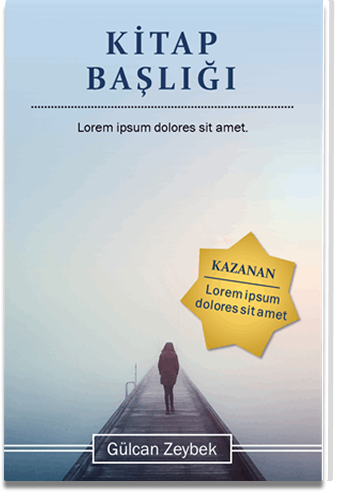 KİTAP
BAŞLIĞI
Lorem ipsum dolores sit amet.
KAZANAN
Lorem ipsum
dolores sit amet
Gülcan Zeybek